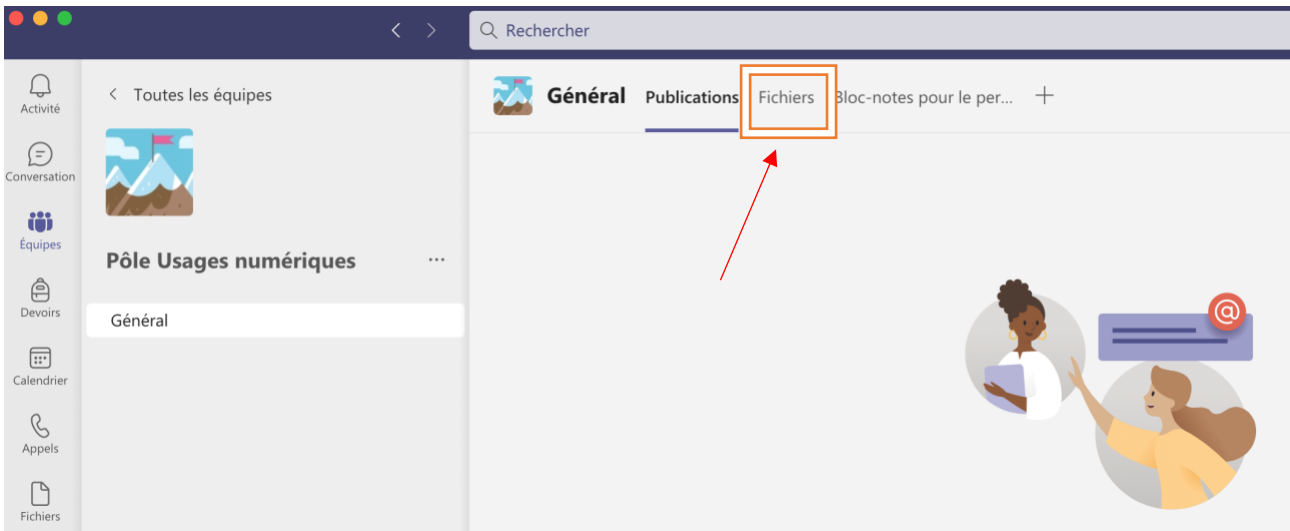 Rechercher
Activité
Conversation
Équipes
Devoirs
Calendrier
Appels
Fichiers
Toutes les équipes
Pôle Usages numériques ...
Général
Général Publications Fichiers Bloc-notes pour le per... +
@